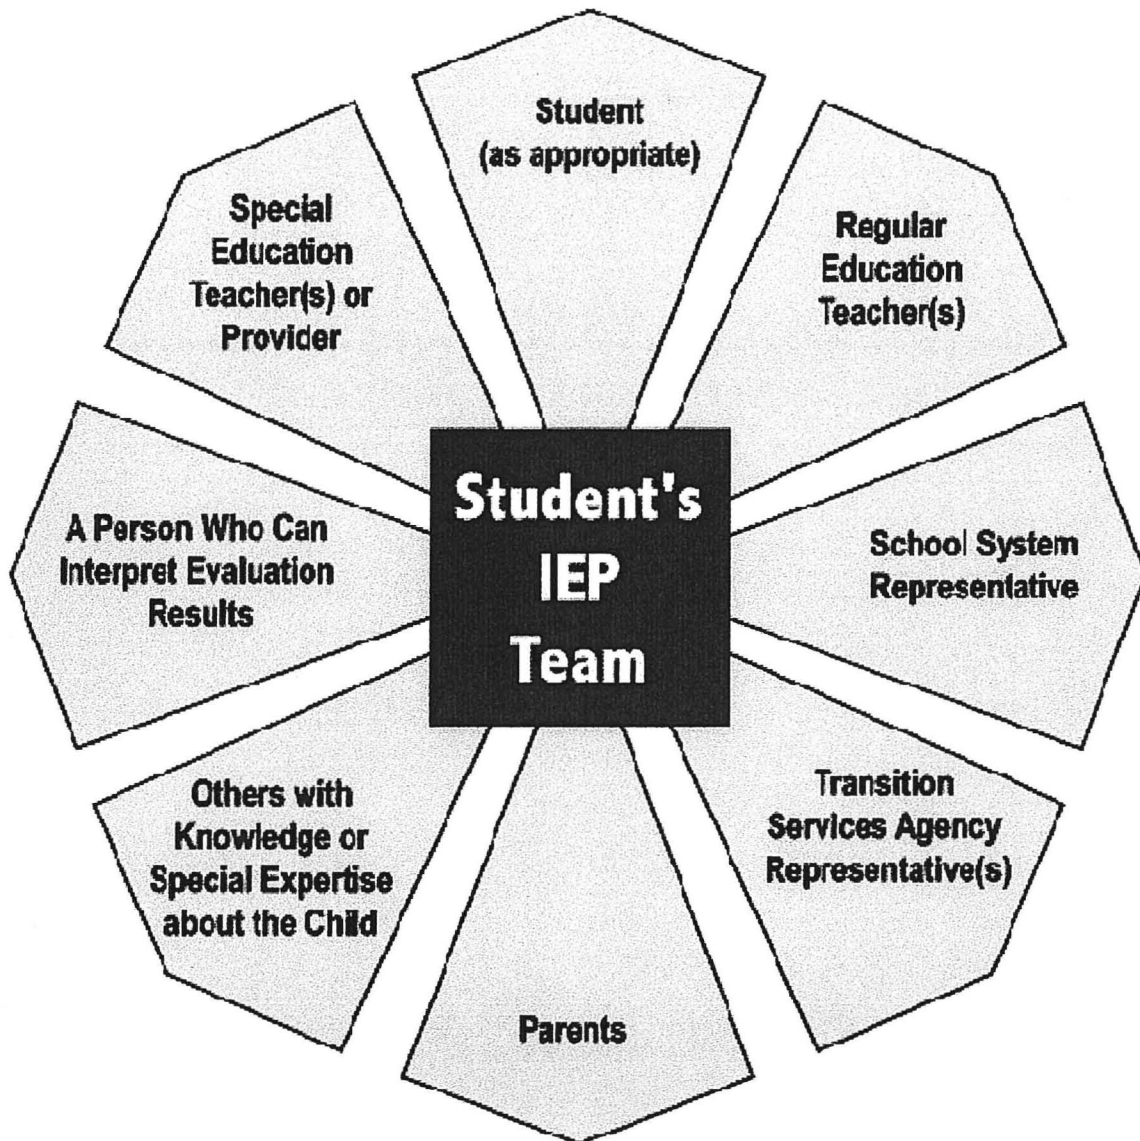 Student
(as appropriate)
Regular
Education
Teacher(s)
School System
Representative
Transition
Services Agency
Representative(s)
Parents
Others with
Knowledge or
Special Expertise
about the Child
A Person Who Can
Interpret Evaluation
Results
Special
Education
Teacher(s) or
Provider
Student's
IEP
Team